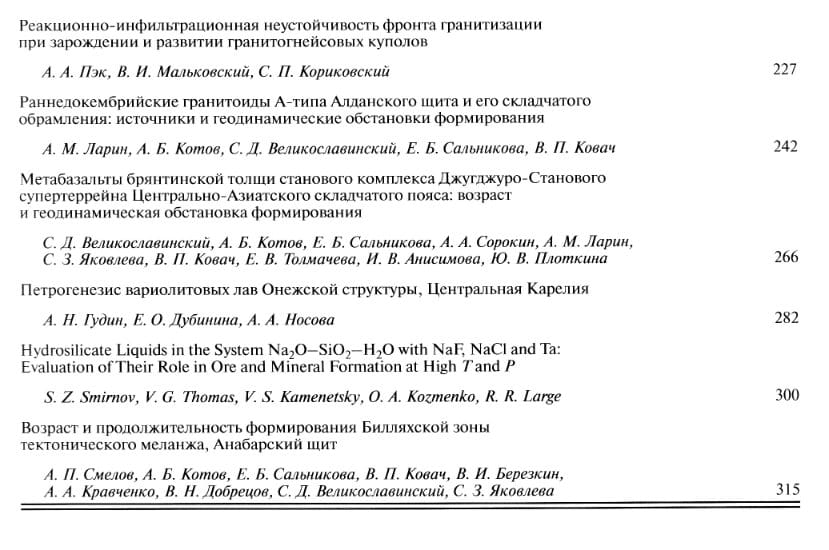 Реакционно-инфильтрационная неустойчивость фронта гранитизации
при зарождении и развитии гранитогнейсовых куполов
А. А. Пэк, В. И. Мальковский, С. П. Кориковский 227
Раннедокембрийские гранитоиды А-типа Алданского щита и его складчатого
обрамления: источники и геодинамические обстановки формирования
А. М. Ларин, А. Б. Котов, С. Д. Великославинский, Е. Б. Сальникова, В. П. Ковач 242
Метабазальты брянтинской толщи станового комплекса Джугджуро-Станового
супертеррейна Центрально-Азиатского складчатого пояса: возраст
и геодинамическая обстановка формирования
С. Д. Великославинский, А. Б. Котов, Е. Б. Сальникова, А. А. Сорокин, А. М. Ларин,
С. З. Яковлева, В. П. Ковач, Е. В. Толмачева, И. В. Анисимова, Ю. В. Плоткина 266
Петрогенезис вариолитовых лав Онежской структуры, Центральная Карелия
А. Н. Гудин, Е. О. Дубинина, А. А. Носова 282
Hydrosilicate Liquids in the System Na₂O–SiO₂–H₂O with NaF, NaCl and Ta:
Evaluation of Their Role in Ore and Mineral Formation at High T and P
S. Z. Smirnov, V. G. Thomas, V. S. Kamenetsky, O. A. Kozmenko, R. R. Large 300
Возраст и продолжительность формирования Билляхской зоны
тектонического меланжа, Анабарский щит
А. П. Смелов, А. Б. Котов, Е. Б. Сальникова, В. П. Ковач, В. И. Березкин,
А. А. Кравченко, В. Н. Добрецов, С. Д. Великославинский, С. З. Яковлева 315